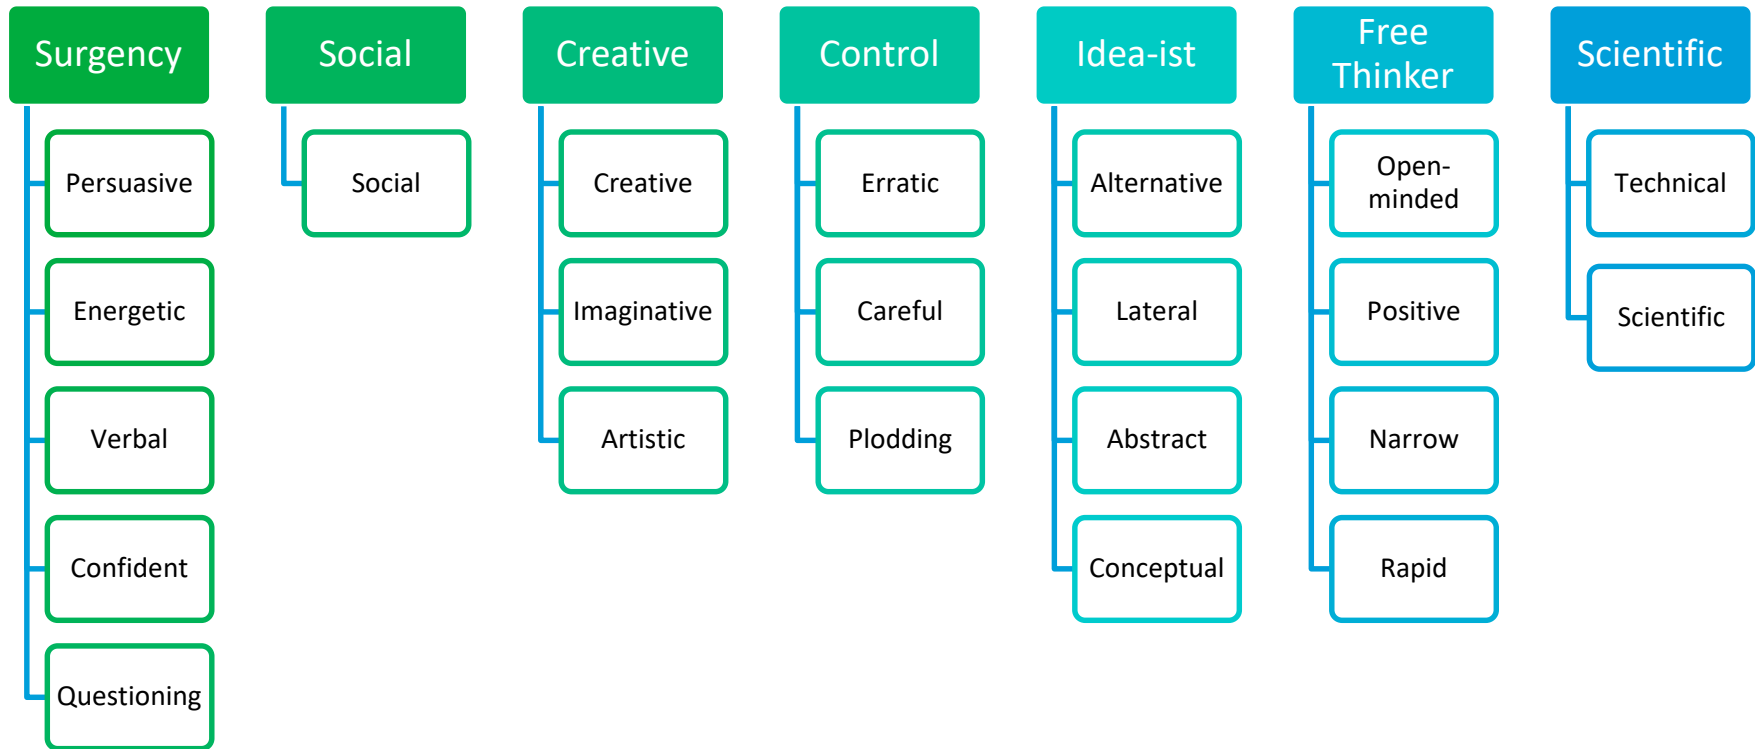 Surgency
Persuasive
Energetic
Verbal
Confident
Questioning
Social
Social
Creative
Creative
Imaginative
Artistic
Control
Erratic
Careful
Plodding
Idea-ist
Alternative
Lateral
Abstract
Conceptual
Free
Thinker
Open-
minded
Positive
Narrow
Rapid
Scientific
Technical
Scientific